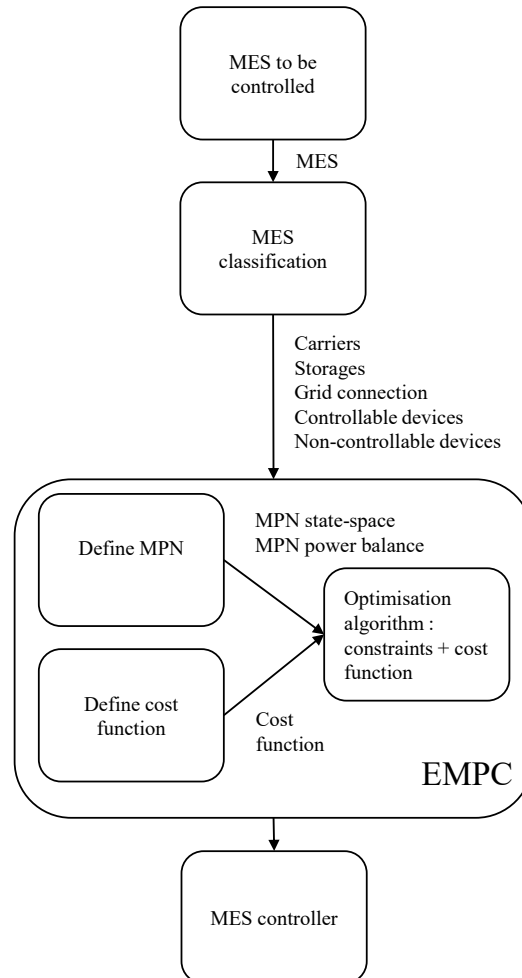 MES to be
controlled
MES
MES
classification
Carriers
Storages
Grid connection
Controllable devices
Non-controllable devices
Define MPN
MPN state-space
MPN power balance
Optimisation
algorithm :
constraints + cost
function
Define cost
function
Cost
function
EMPC
MES controller